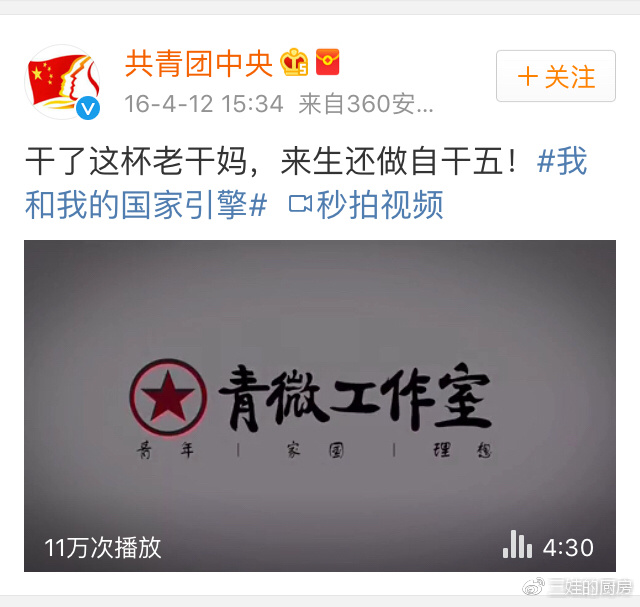 共青团中央
16-4-12 15:34 来自360安...
＋关注
干了这杯老干妈，来生还做自干五！#我
和我的国家引擎# 秒拍视频
青微工作室
青年 | 家国 | 理想
11万次播放
4:30
三娃的厨房